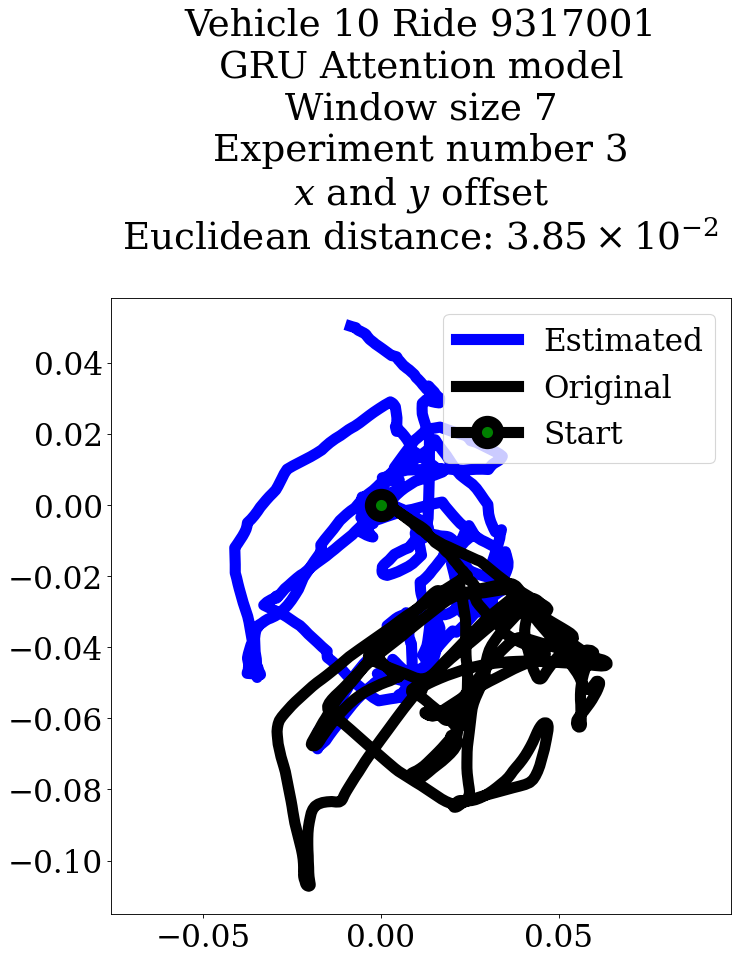 Vehicle 10 Ride 9317001
GRU Attention model
Window size 7
Experiment number 3
x and y offset
Euclidean distance: 3.85 × 10⁻²
Estimated
Original
Start
0.04
0.02
0.00
−0.02
−0.04
−0.06
−0.08
−0.10
−0.05 0.00 0.05